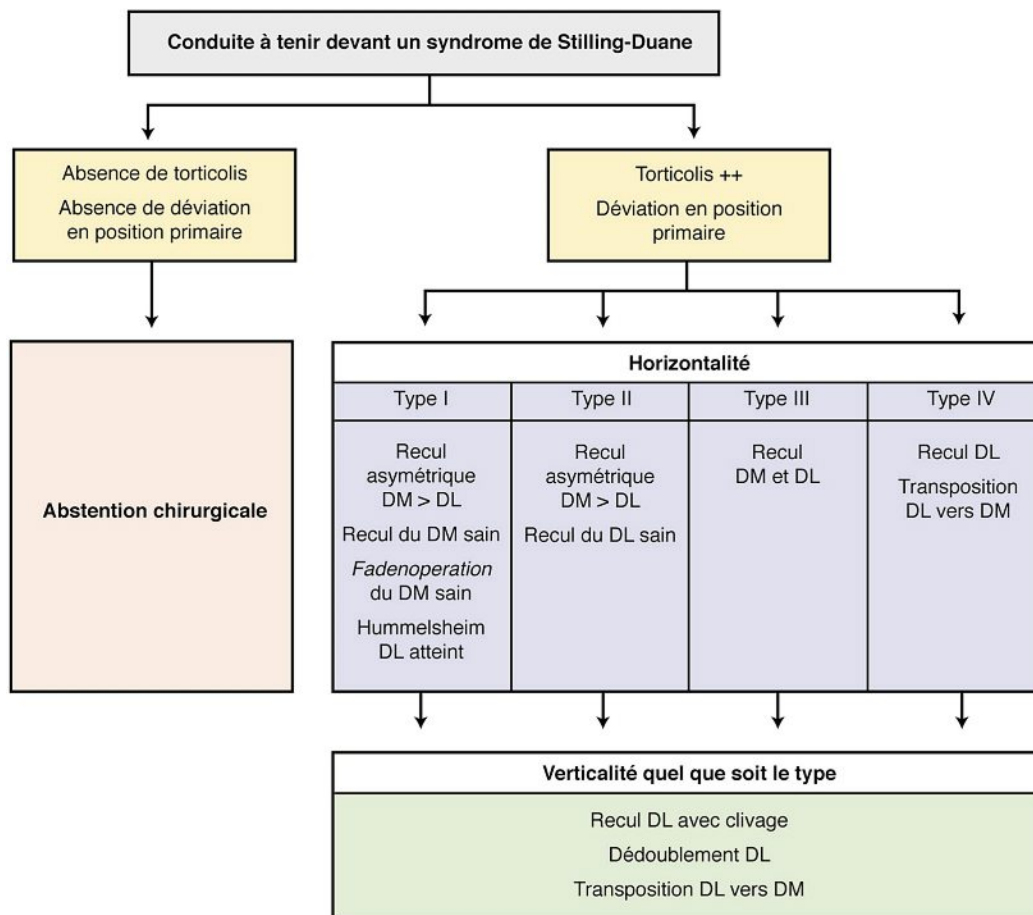 Conduite à tenir devant un syndrome de Stilling-Duane
Absence de torticolis
Absence de déviation
en position primaire
Torticolis ++
Déviation en position
primaire
Abstention chirurgicale
Horizontalité
Type I
Recul
asymétrique
DM > DL
Recul du DM sain
Fadenoperation
du DM sain
Hummelsheim
DL atteint
Type II
Recul
asymétrique
DM > DL
Recul du DL sain
Type III
Recul
DM et DL
Type IV
Recul DL
Transposition
DL vers DM
Verticalité quel que soit le type
Recul DL avec clivage
Dédoublement DL
Transposition DL vers DM